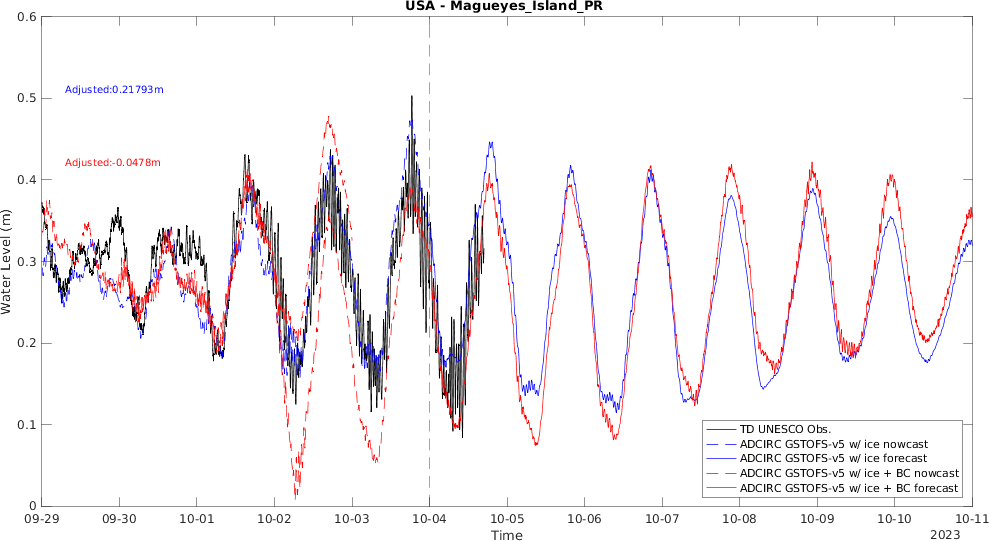 USA - Magueyes_Island_PR
0.6
0.5
0.4
0.3
0.2
0.1
0
Water Level (m)
Adjusted:0.21793m
Adjusted:-0.0478m
TD UNESCO Obs.
ADCIRC GSTOFS-v5 w/ ice nowcast
ADCIRC GSTOFS-v5 w/ ice forecast
ADCIRC GSTOFS-v5 w/ ice + BC nowcast
ADCIRC GSTOFS-v5 w/ ice + BC forecast
09-29 09-30 10-01 10-02 10-03 10-04 10-05 10-06 10-07 10-08 10-09 10-10 10-11
Time
2023